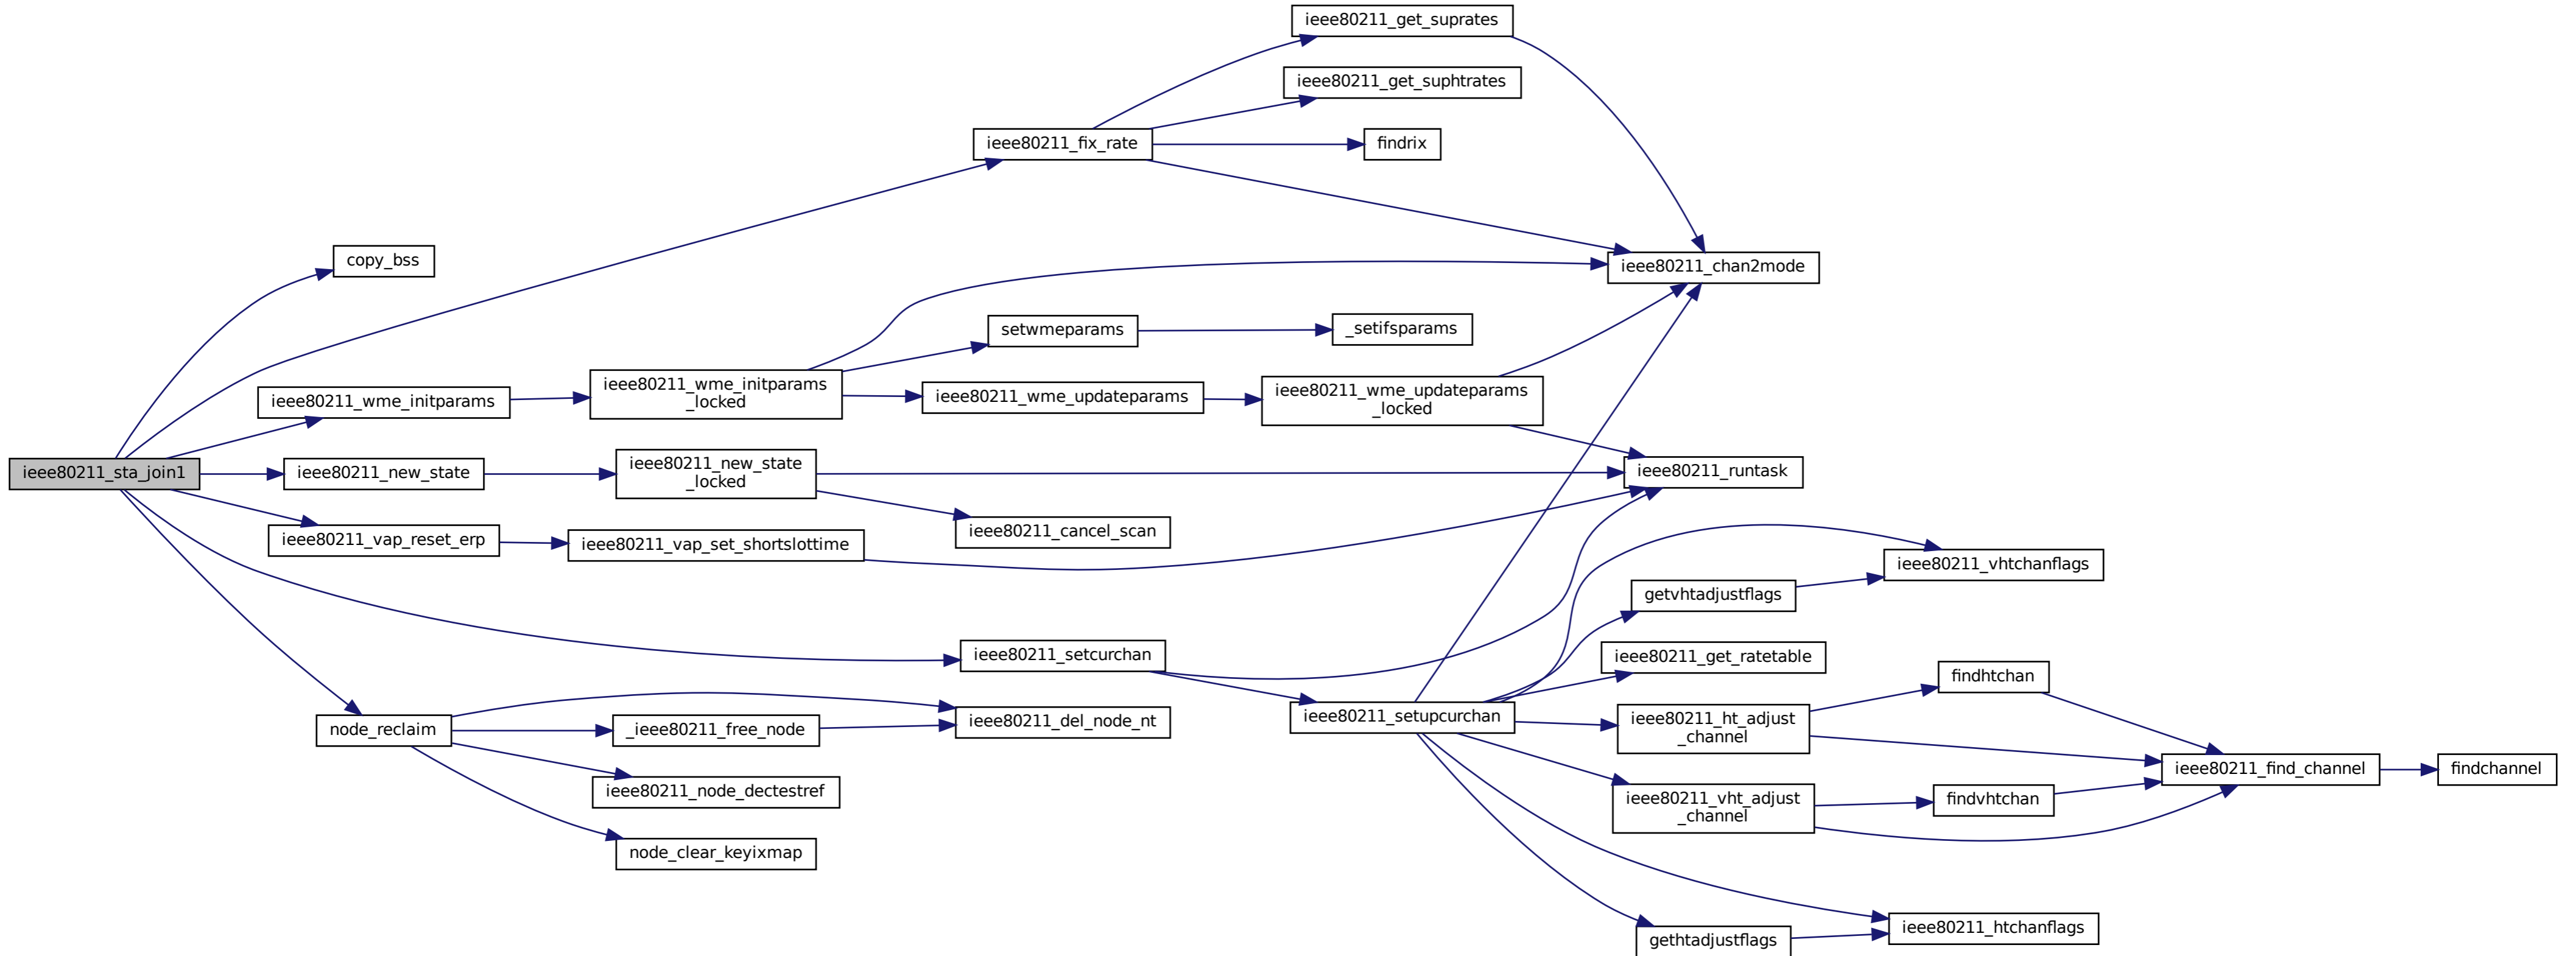 ieee80211_get_suprates
ieee80211_get_suphtrates
ieee80211_fix_rate
findrix
copy_bss
ieee80211_chan2mode
setwmeparams
_setifsparams
ieee80211_wme_initparams
ieee80211_wme_initparams
_locked
ieee80211_wme_updateparams
ieee80211_wme_updateparams
_locked
ieee80211_sta_join1
ieee80211_new_state
ieee80211_new_state
_locked
ieee80211_runtask
ieee80211_cancel_scan
ieee80211_vap_reset_erp
ieee80211_vap_set_shortslottime
ieee80211_vhtchanflags
getvhtadjustflags
ieee80211_setcurchan
ieee80211_get_ratetable
findhtchan
node_reclaim
_ieee80211_free_node
ieee80211_del_node_nt
ieee80211_setupcurchan
ieee80211_ht_adjust
_channel
ieee80211_find_channel
findchannel
ieee80211_node_dectestref
ieee80211_vht_adjust
_channel
findvhtchan
node_clear_keyixmap
ieee80211_htchanflags
gethtadjustflags